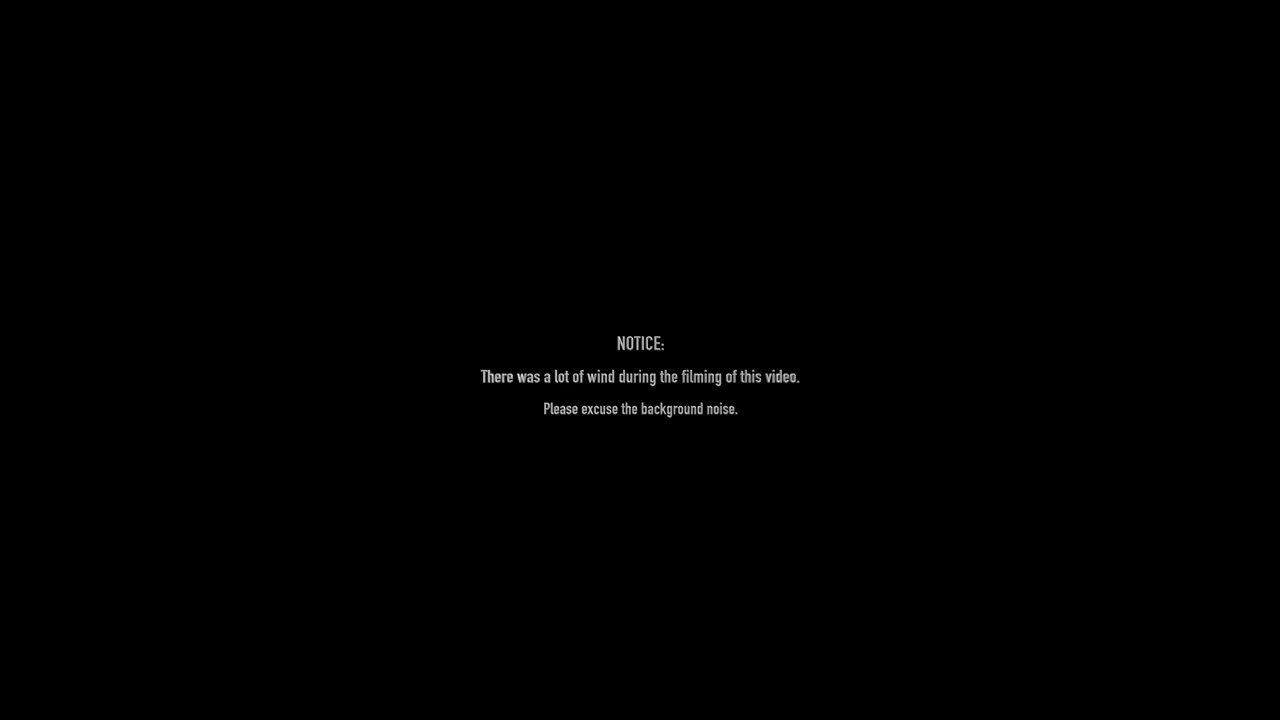 NOTICE:
There was a lot of wind during the filming of this video.
Please excuse the background noise.